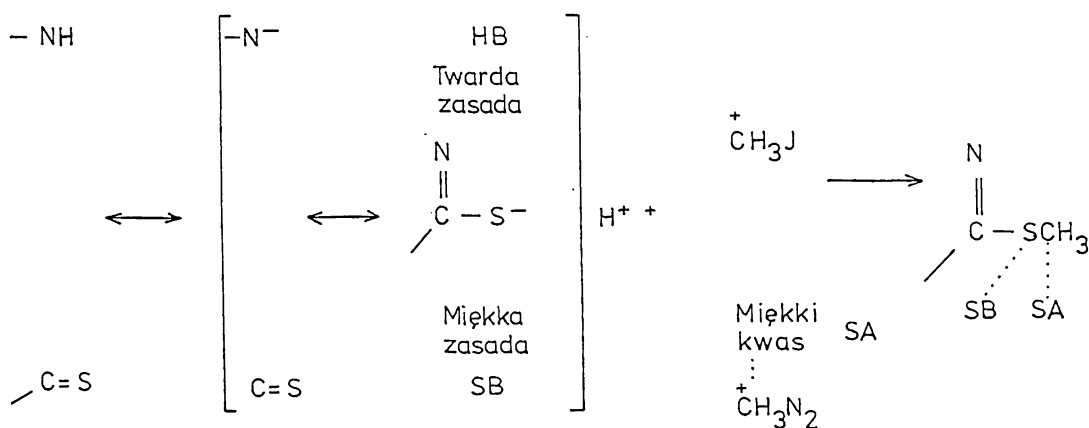 — NH
—N⁻
HB
Twarda
zasada
N
||
C — S⁻
H⁺ +
+
CH₃J
N
||
C — SCH₃
SB SA
Miękka
zasada
SB
C=S
C=S
Miękki
kwas SA
+
CH₃N₂